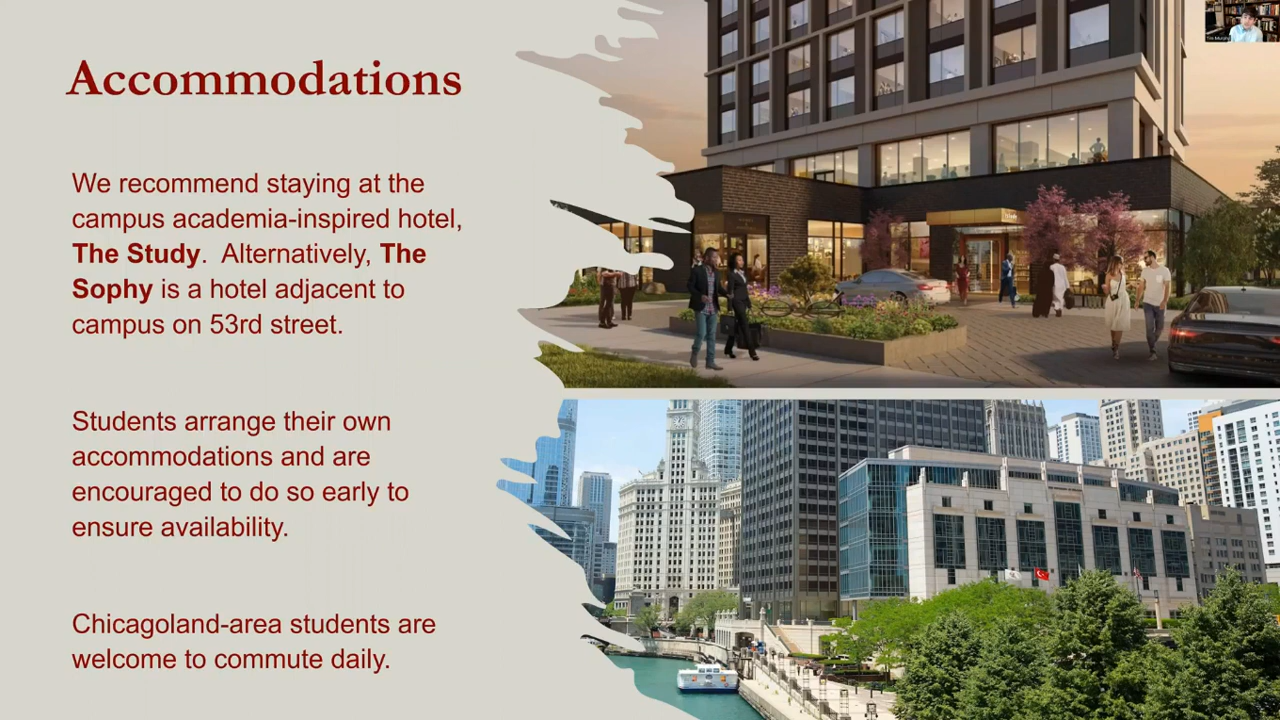 Accommodations
We recommend staying at the
campus academia-inspired hotel,
The Study.  Alternatively, The
Sophy is a hotel adjacent to
campus on 53rd street.
Students arrange their own
accommodations and are
encouraged to do so early to
ensure availability.
Chicagoland-area students are
welcome to commute daily.